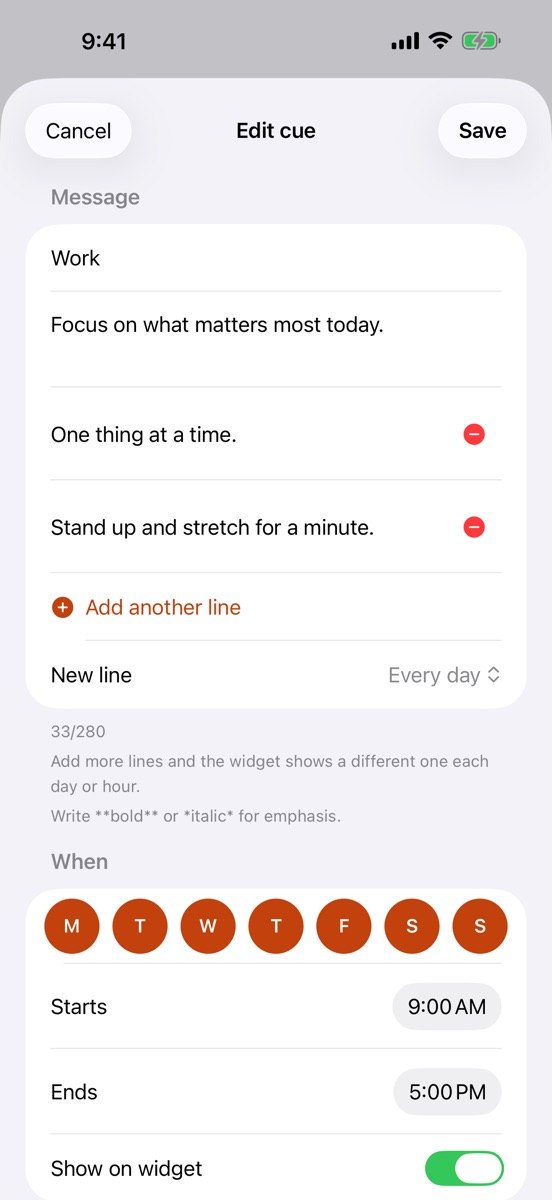 9:41
Cancel
Edit cue
Save
Message
Work
Focus on what matters most today.
One thing at a time.
Stand up and stretch for a minute.
Add another line
New line
Every day
33/280
Add more lines and the widget shows a different one each
day or hour.
Write **bold** or *italic* for emphasis.
When
M T W T F S S
Starts
9:00 AM
Ends
5:00 PM
Show on widget